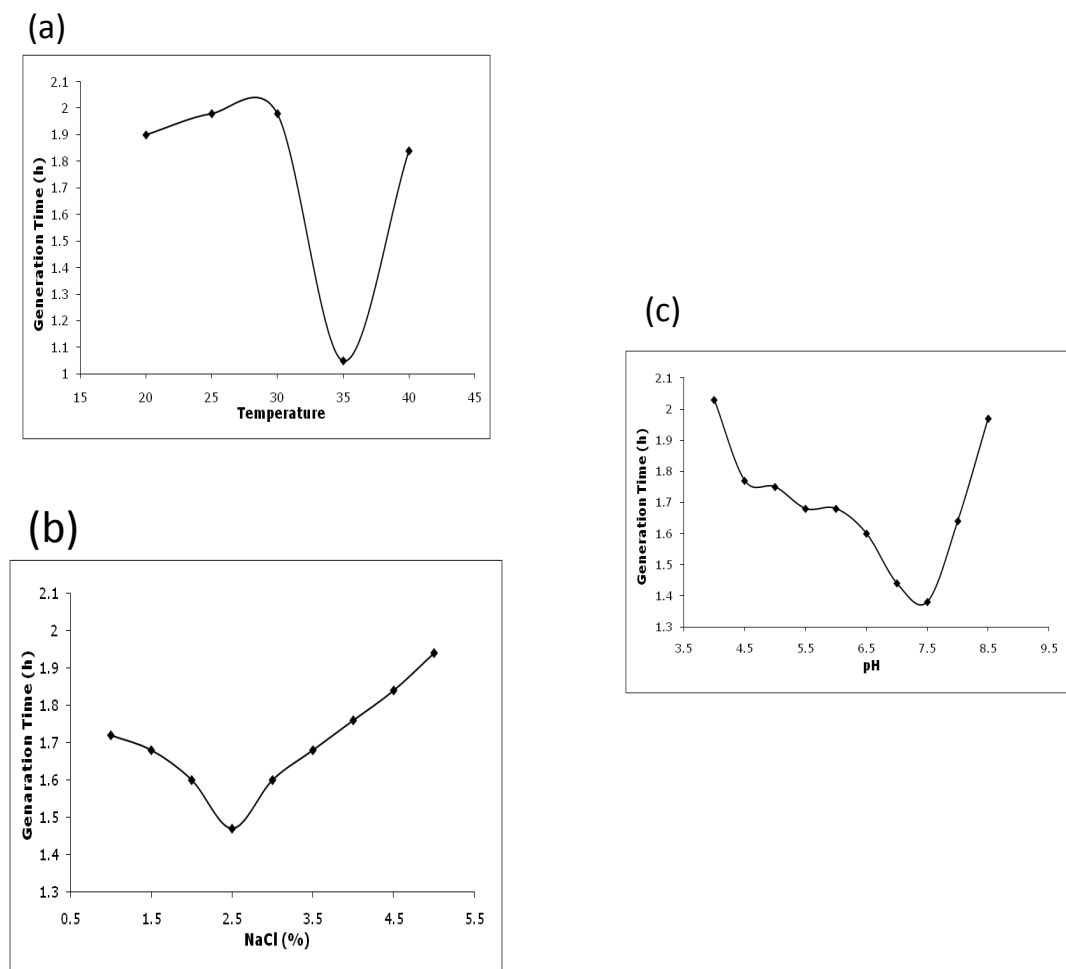 (a)
2.1
2
1.9
1.8
1.7
1.6
1.5
1.4
1.3
1.2
1.1
1
Generation Time (h)
15 20 25 30 35 40 45
Temperature
(b)
2.1
2
1.9
1.8
1.7
1.6
1.5
1.4
1.3
Genaration Time (h)
0.5 1.5 2.5 3.5 4.5 5.5
NaCl (%)
(c)
2.1
2
1.9
1.8
1.7
1.6
1.5
1.4
1.3
Generation Time (h)
3.5 4.5 5.5 6.5 7.5 8.5 9.5
pH